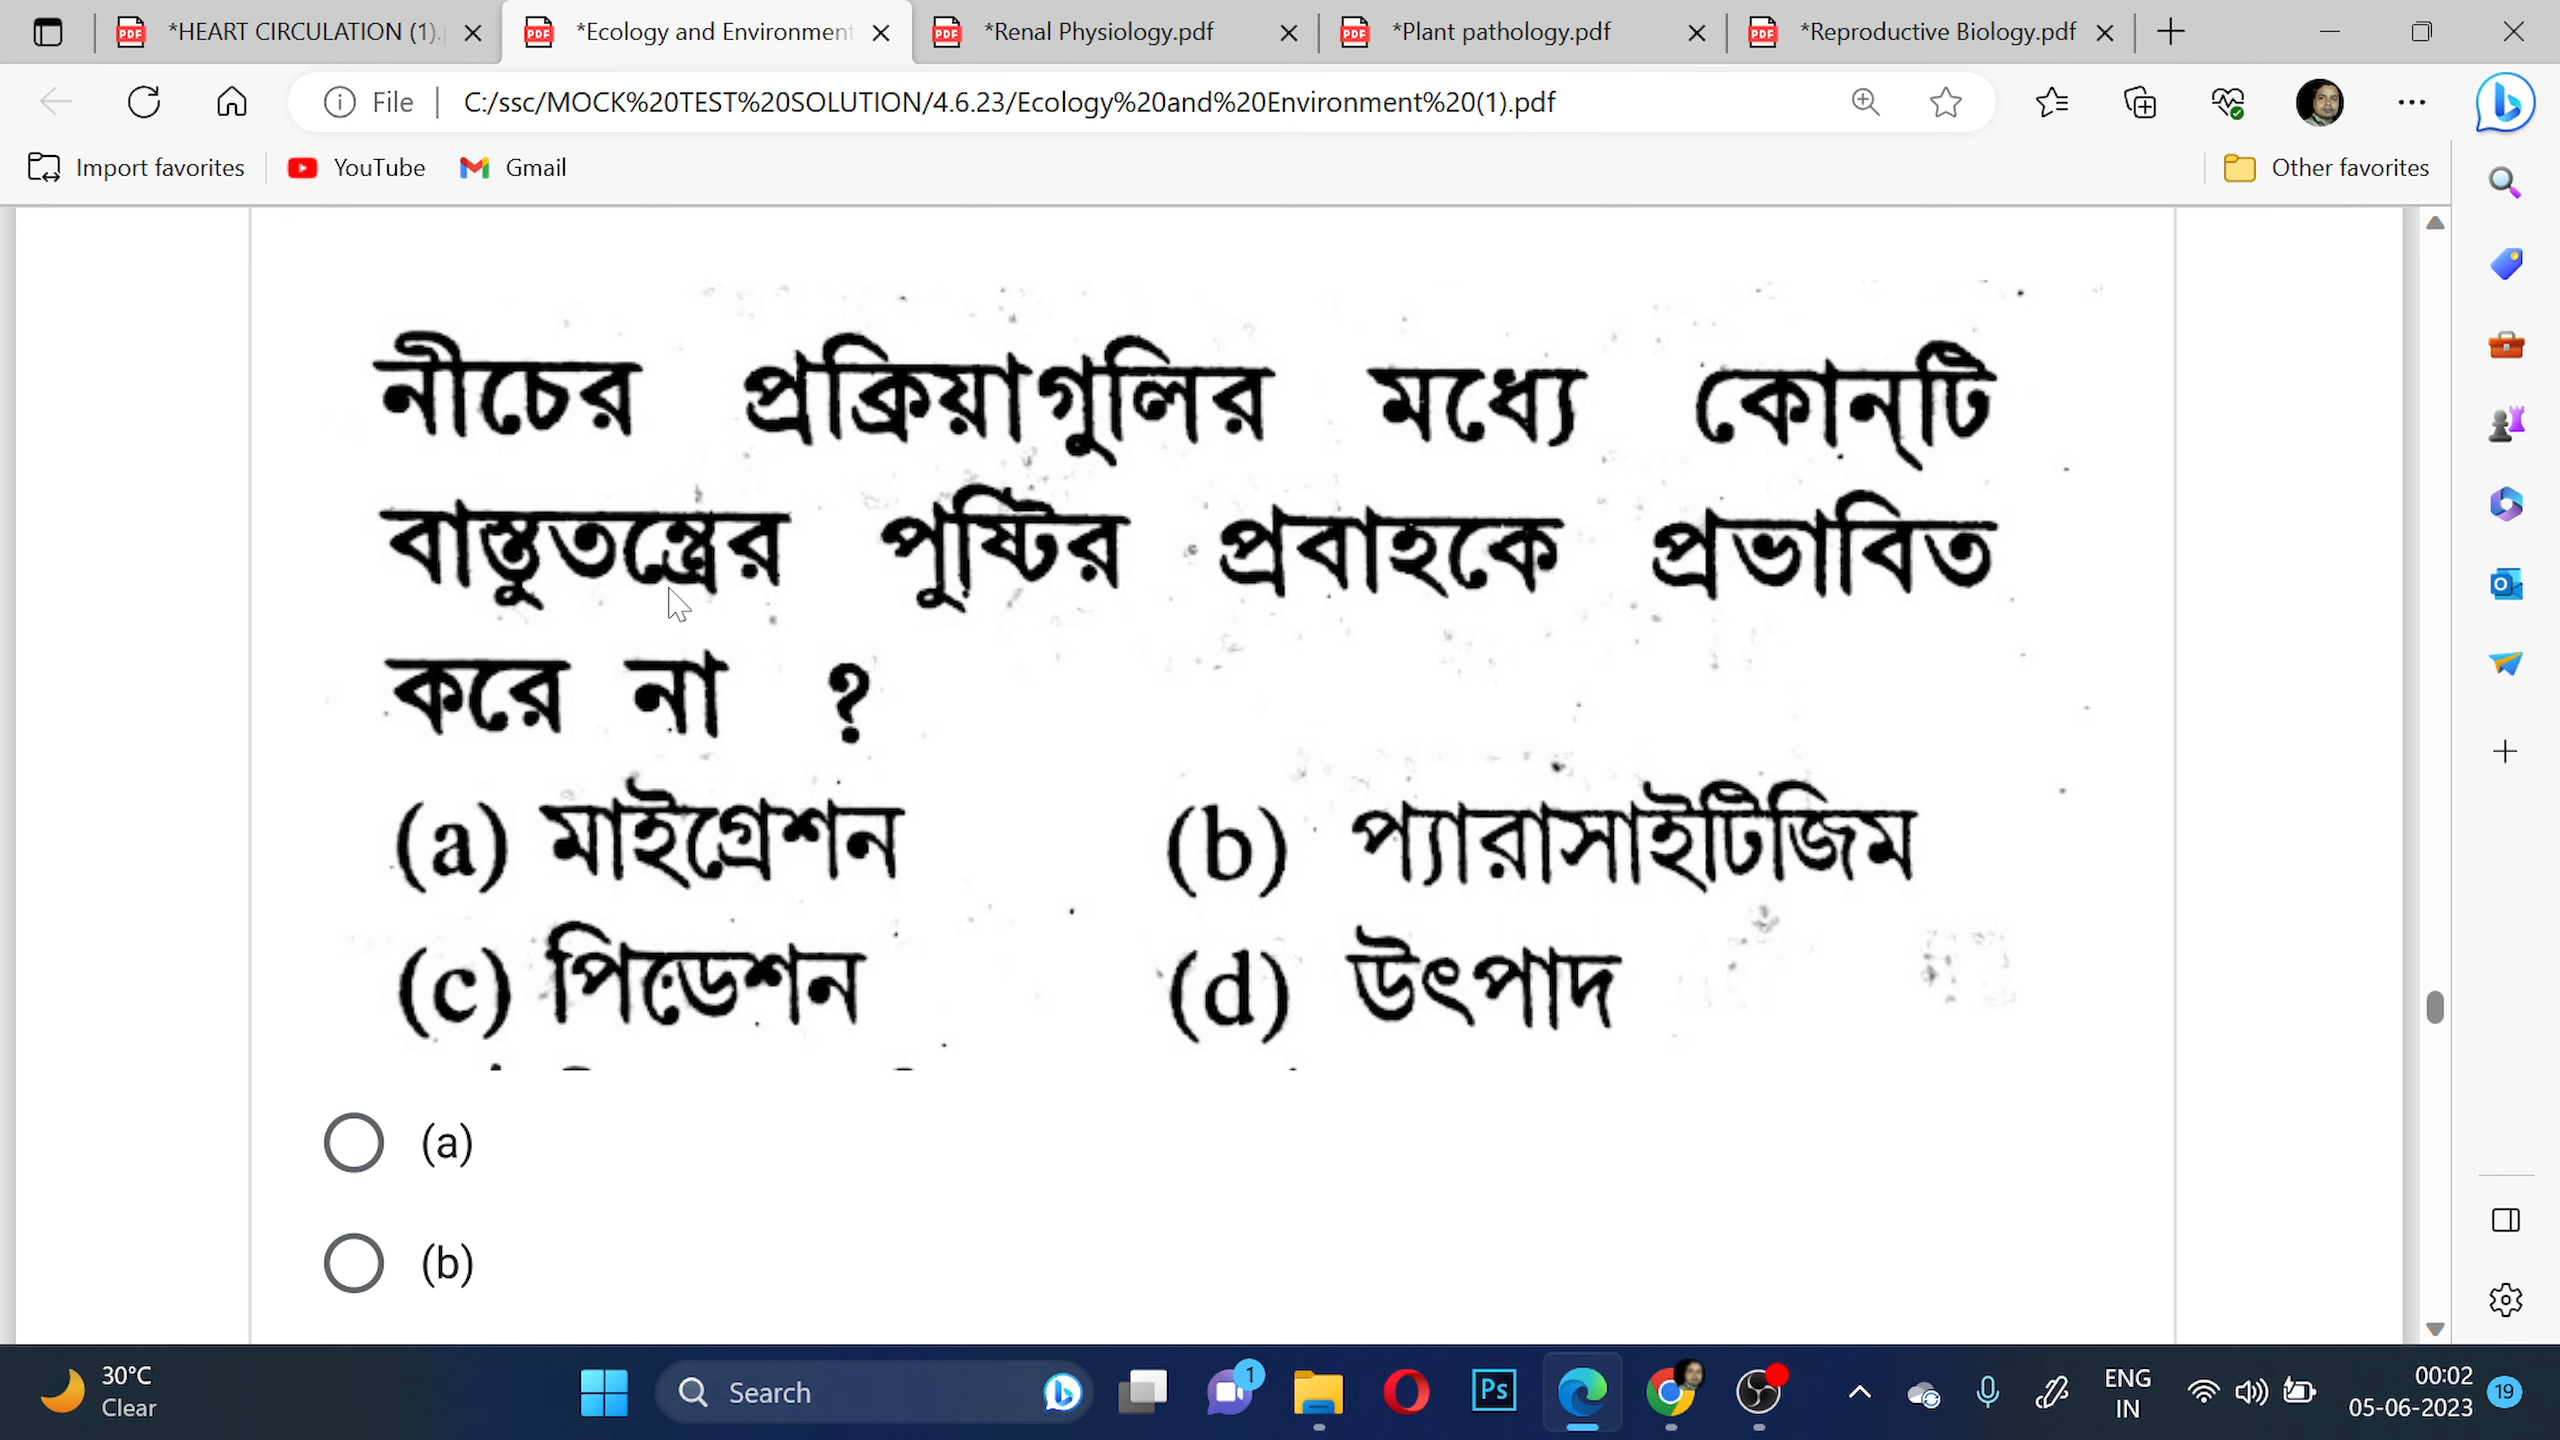 *HEART CIRCULATION (1).
*Ecology and Environment
*Renal Physiology.pdf
*Plant pathology.pdf
*Reproductive Biology.pdf
File
C:/ssc/MOCK%20TEST%20SOLUTION/4.6.23/Ecology%20and%20Environment%20(1).pdf
Import favorites
YouTube
Gmail
Other favorites
নীচের প্রক্রিয়াগুলির মধ্যে কোন্‌টি
বাস্তুতন্ত্রের পুষ্টির প্রবাহকে প্রভাবিত
করে না ?
(a) মাইগ্রেশন (b) প্যারাসাইটিজিম
(c) পিডেশন (d) উৎপাদ
(a)
(b)
30°C
Clear
Search
1
Ps
ENG
IN
00:02
05-06-2023
19